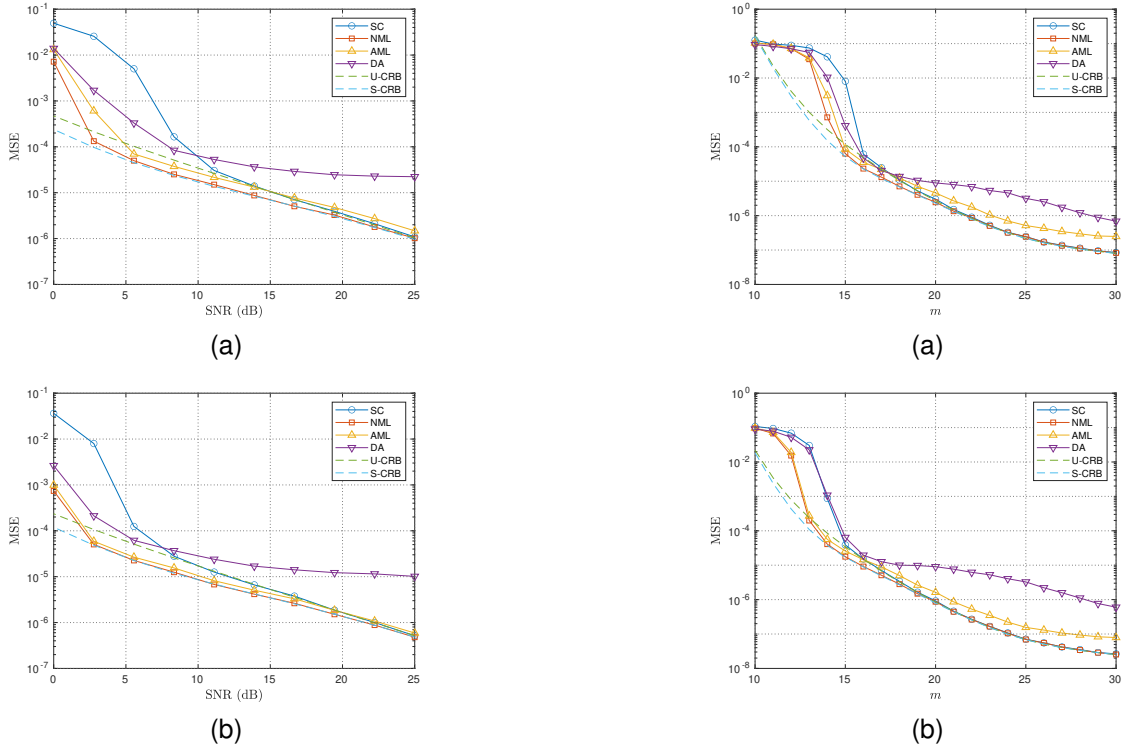 10^-1
10^-2
10^-3
10^-4
10^-5
10^-6
10^-7
MSE
0 5 10 15 20 25
SNR (dB)
SC
NML
AML
DA
U-CRB
S-CRB
(a)
10^0
10^-2
10^-4
10^-6
10^-8
MSE
10 15 20 25 30
m
SC
NML
AML
DA
U-CRB
S-CRB
(a)
10^-1
10^-2
10^-3
10^-4
10^-5
10^-6
10^-7
MSE
0 5 10 15 20 25
SNR (dB)
SC
NML
AML
DA
U-CRB
S-CRB
(b)
10^0
10^-2
10^-4
10^-6
10^-8
MSE
10 15 20 25 30
m
SC
NML
AML
DA
U-CRB
S-CRB
(b)